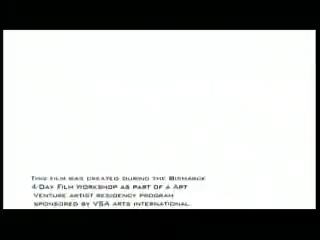 This film was created during the Bismarck
4-Day Film Workshop as part of a Art
Venture artist residency program
sponsored by VSA arts international.